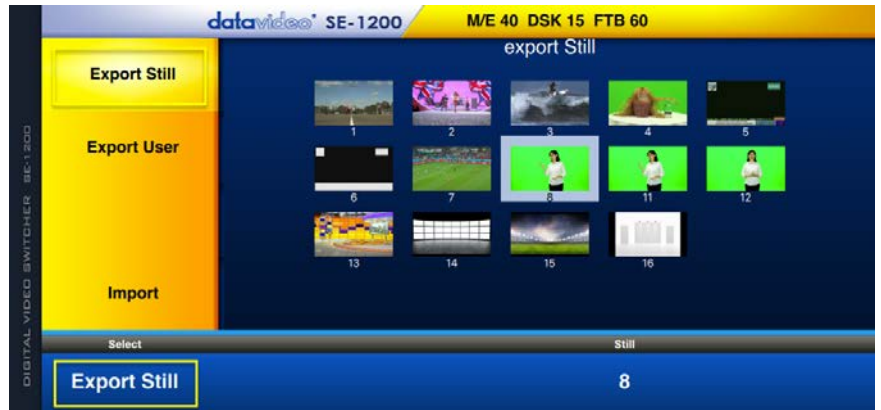 datavideo SE-1200
M/E 40 DSK 15 FTB 60
export Still
Export Still
Export User
Import
1 2 3 4 5
6 7 8 11 12
13 14 15 16
Select Still
Export Still 8
DIGITAL VIDEO SWITCHER SE-1200